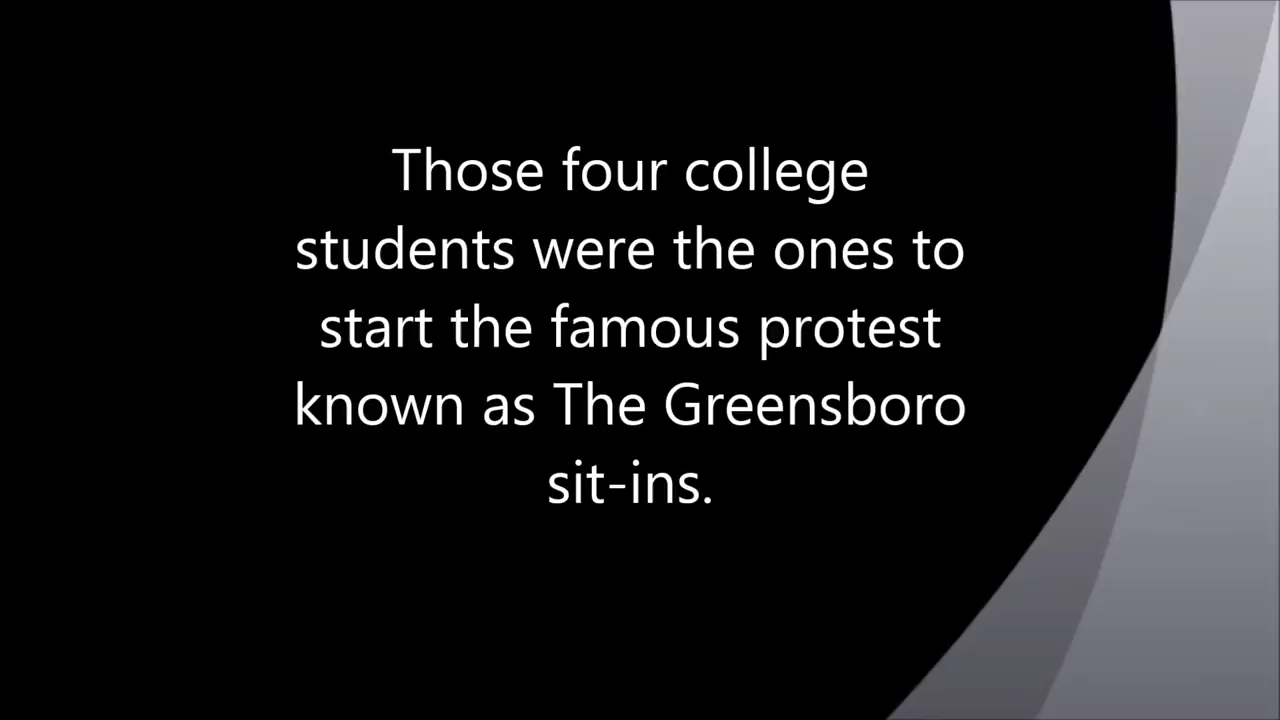 Those four college
students were the ones to
start the famous protest
known as The Greensboro
sit-ins.